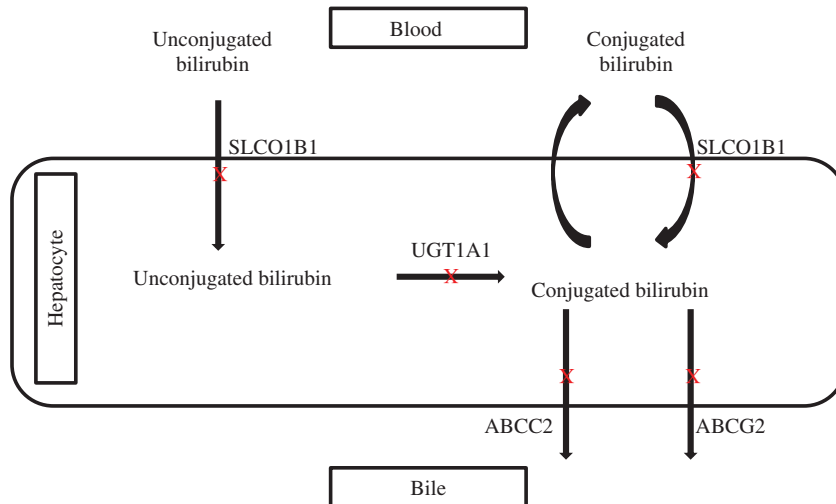 Blood
Unconjugated
bilirubin
Conjugated
bilirubin
SLCO1B1
SLCO1B1
X
X
Hepatocyte
UGT1A1
X
Unconjugated bilirubin
Conjugated bilirubin
X
X
ABCC2
ABCG2
Bile